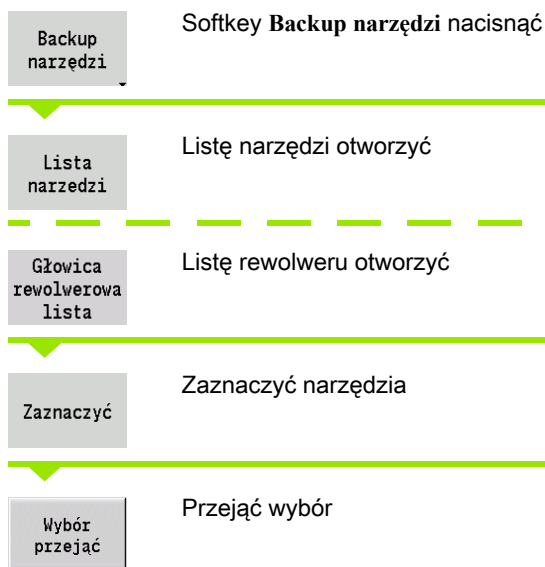 Backup
narzędzi
Softkey Backup narzędzi nacisnąć
Lista
narzedzi
Listę narzędzi otworzyć
Głowica
rewolwerowa
lista
Listę rewolweru otworzyć
Zaznaczyć
Zaznaczyć narzędzia
Wybór
przejąć
Przejąć wybór